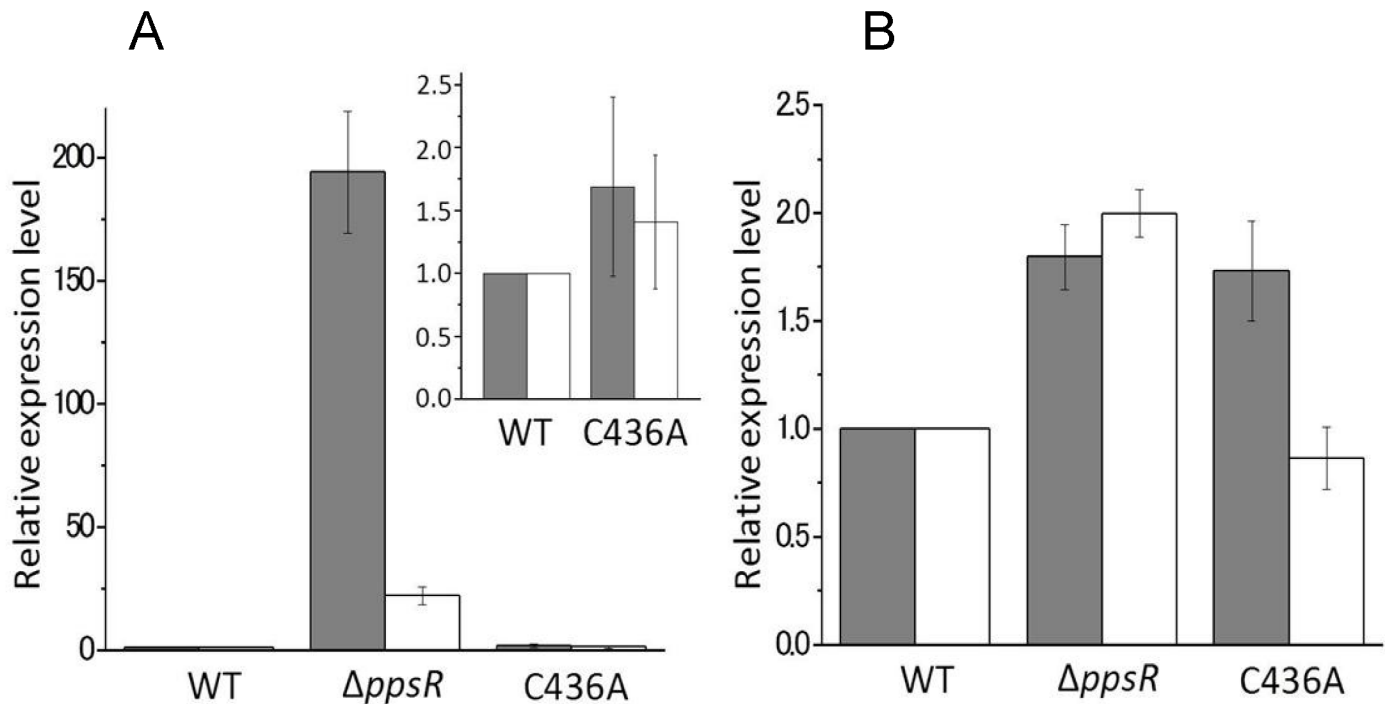 A
Relative expression level
200
150
100
50
0
WT
ΔppsR
C436A
2.5
2.0
1.5
1.0
0.5
0.0
WT
C436A
B
Relative expression level
2.5
2.0
1.5
1.0
0.5
0.0
WT
ΔppsR
C436A